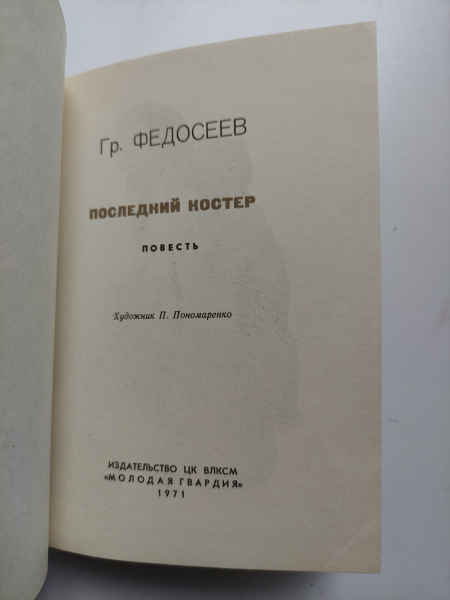 Гр. ФЕДОСЕЕВ
ПОСЛЕДНИЙ КОСТЕР
ПОВЕСТЬ
Художник П. Пономаренко
ИЗДАТЕЛЬСТВО ЦК ВЛКСМ
«МОЛОДАЯ ГВАРДИЯ»
1971